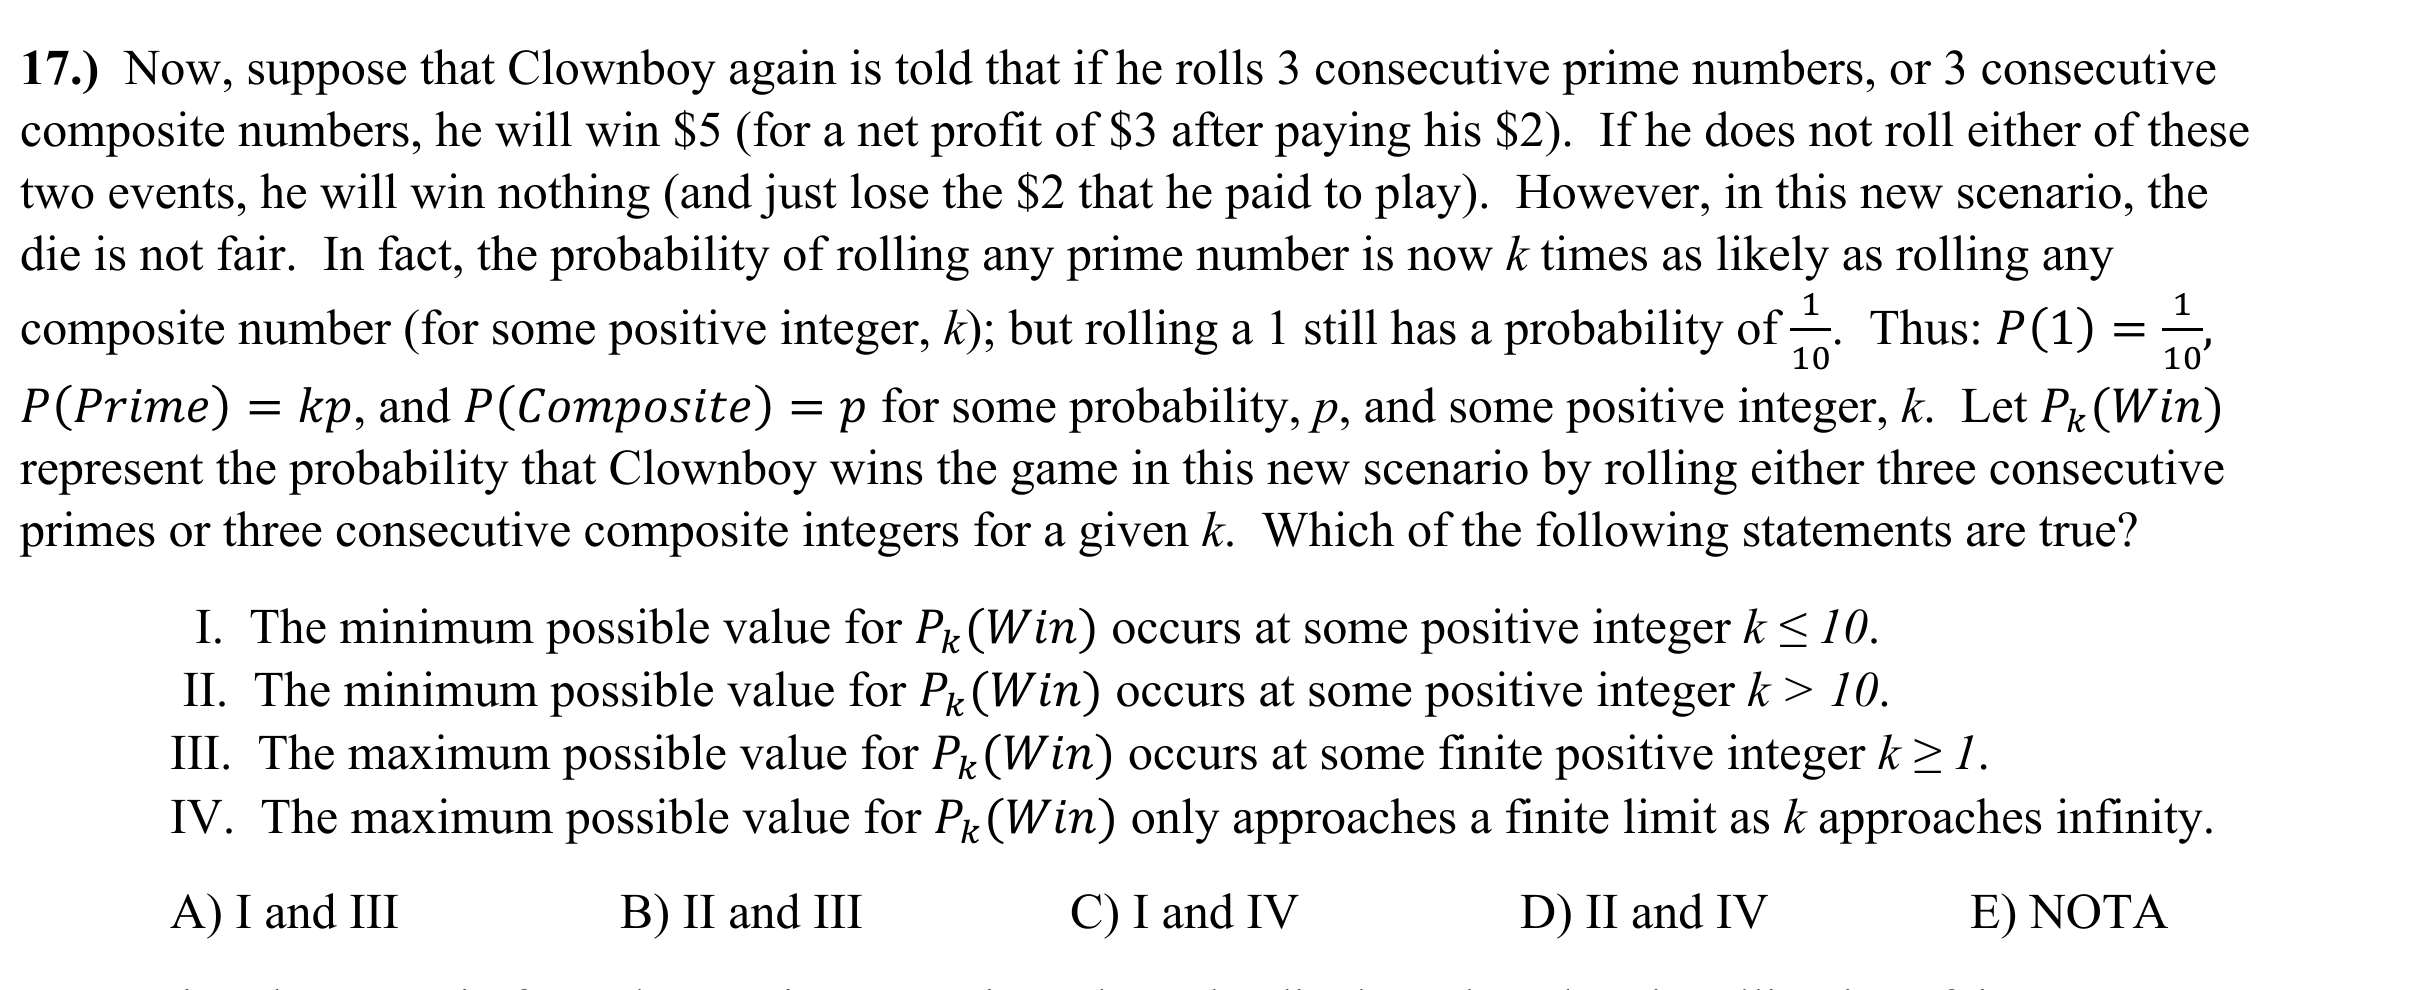 17.) Now, suppose that Clownboy again is told that if he rolls 3 consecutive prime numbers, or 3 consecutive
composite numbers, he will win $5 (for a net profit of $3 after paying his $2). If he does not roll either of these
two events, he will win nothing (and just lose the $2 that he paid to play). However, in this new scenario, the
die is not fair. In fact, the probability of rolling any prime number is now k times as likely as rolling any
composite number (for some positive integer, k); but rolling a 1 still has a probability of 1/10. Thus: P(1) = 1/10,
P(Prime) = kp, and P(Composite) = p for some probability, p, and some positive integer, k. Let Pₖ(Win)
represent the probability that Clownboy wins the game in this new scenario by rolling either three consecutive
primes or three consecutive composite integers for a given k. Which of the following statements are true?
I. The minimum possible value for Pₖ(Win) occurs at some positive integer k ≤ 10.
II. The minimum possible value for Pₖ(Win) occurs at some positive integer k > 10.
III. The maximum possible value for Pₖ(Win) occurs at some finite positive integer k ≥ 1.
IV. The maximum possible value for Pₖ(Win) only approaches a finite limit as k approaches infinity.
A) I and III B) II and III C) I and IV D) II and IV E) NOTA